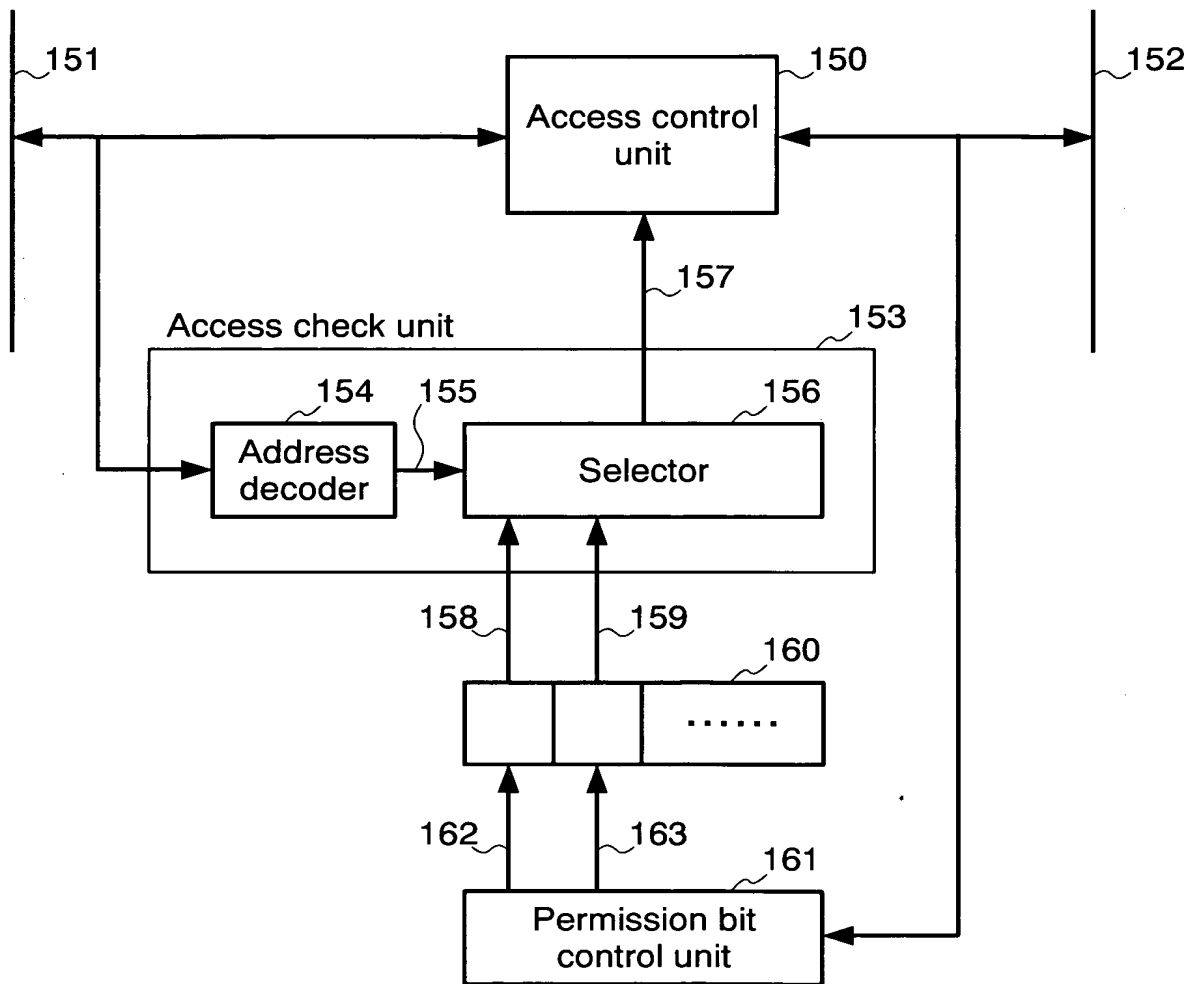 151
150
152
Access control
unit
157
Access check unit
153
154
155
156
Address
decoder
Selector
158
159
160
......
162
163
161
Permission bit
control unit